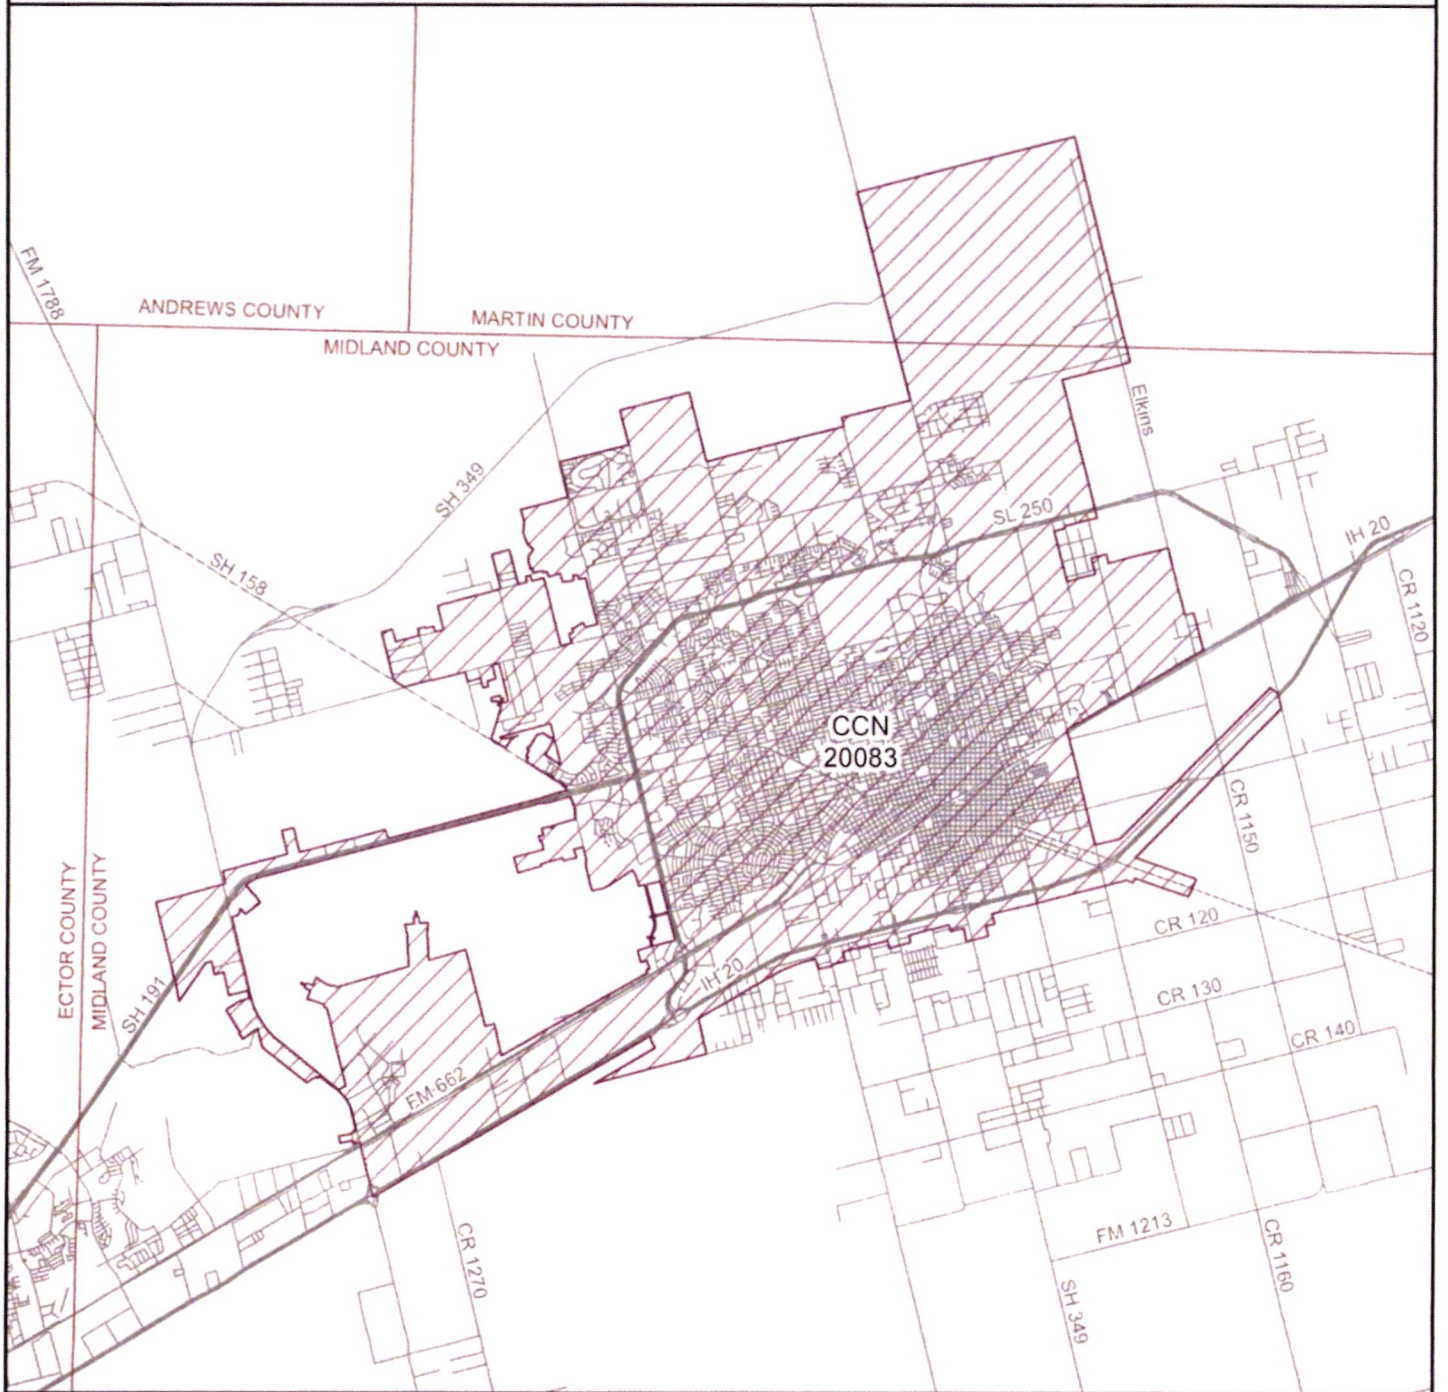 FM 1788
ANDREWS COUNTY
MARTIN COUNTY
MIDLAND COUNTY
Elkins
SH 349
SL 250
IH 20
SH 158
CR 1120
CCN
20083
CR 1150
ECTOR COUNTY
MIDLAND COUNTY
SH 191
IH 20
CR 120
CR 130
CR 140
FM 662
FM 1213
CR 1270
CR 1160
SH 349